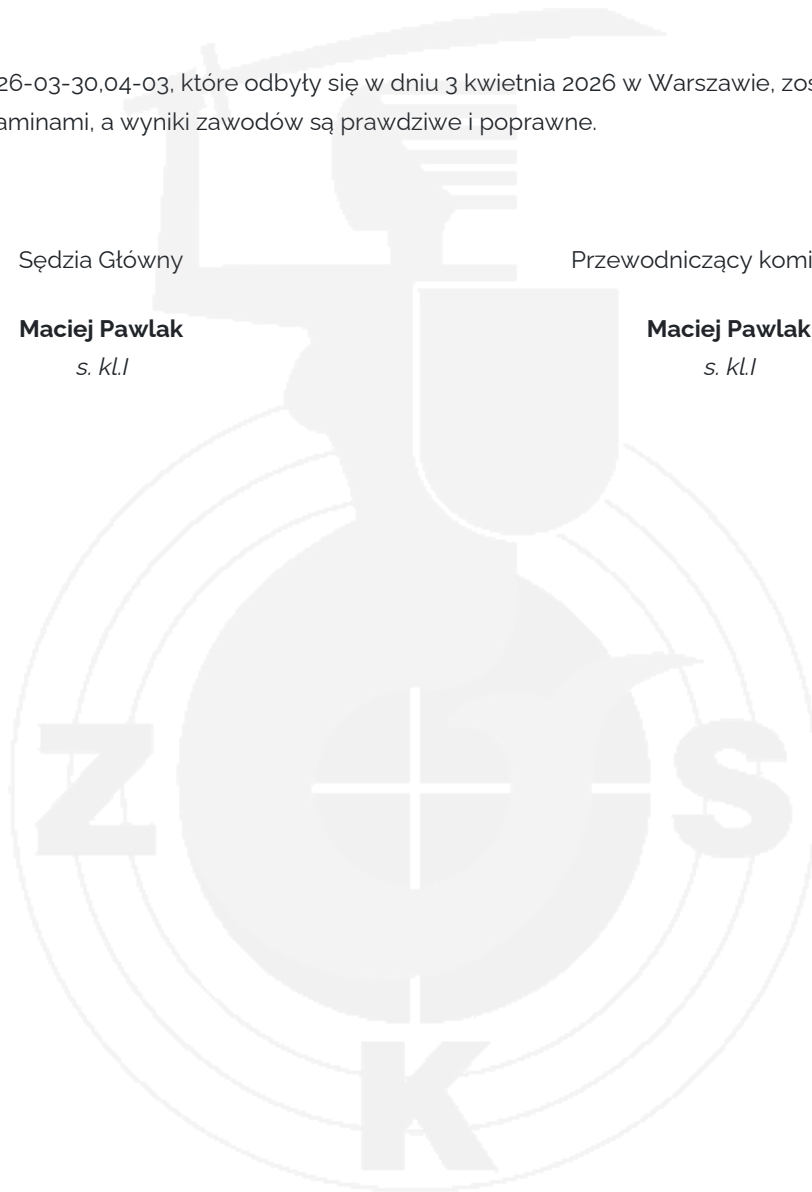 26-03-30,04-03, które odbyły się w dniu 3 kwietnia 2026 w Warszawie, zos
aminami, a wyniki zawodów są prawdziwe i poprawne.
Sędzia Główny
Przewodniczący komi
Maciej Pawlak
Maciej Pawlak
s. kl.I
s. kl.I
Z
S
K